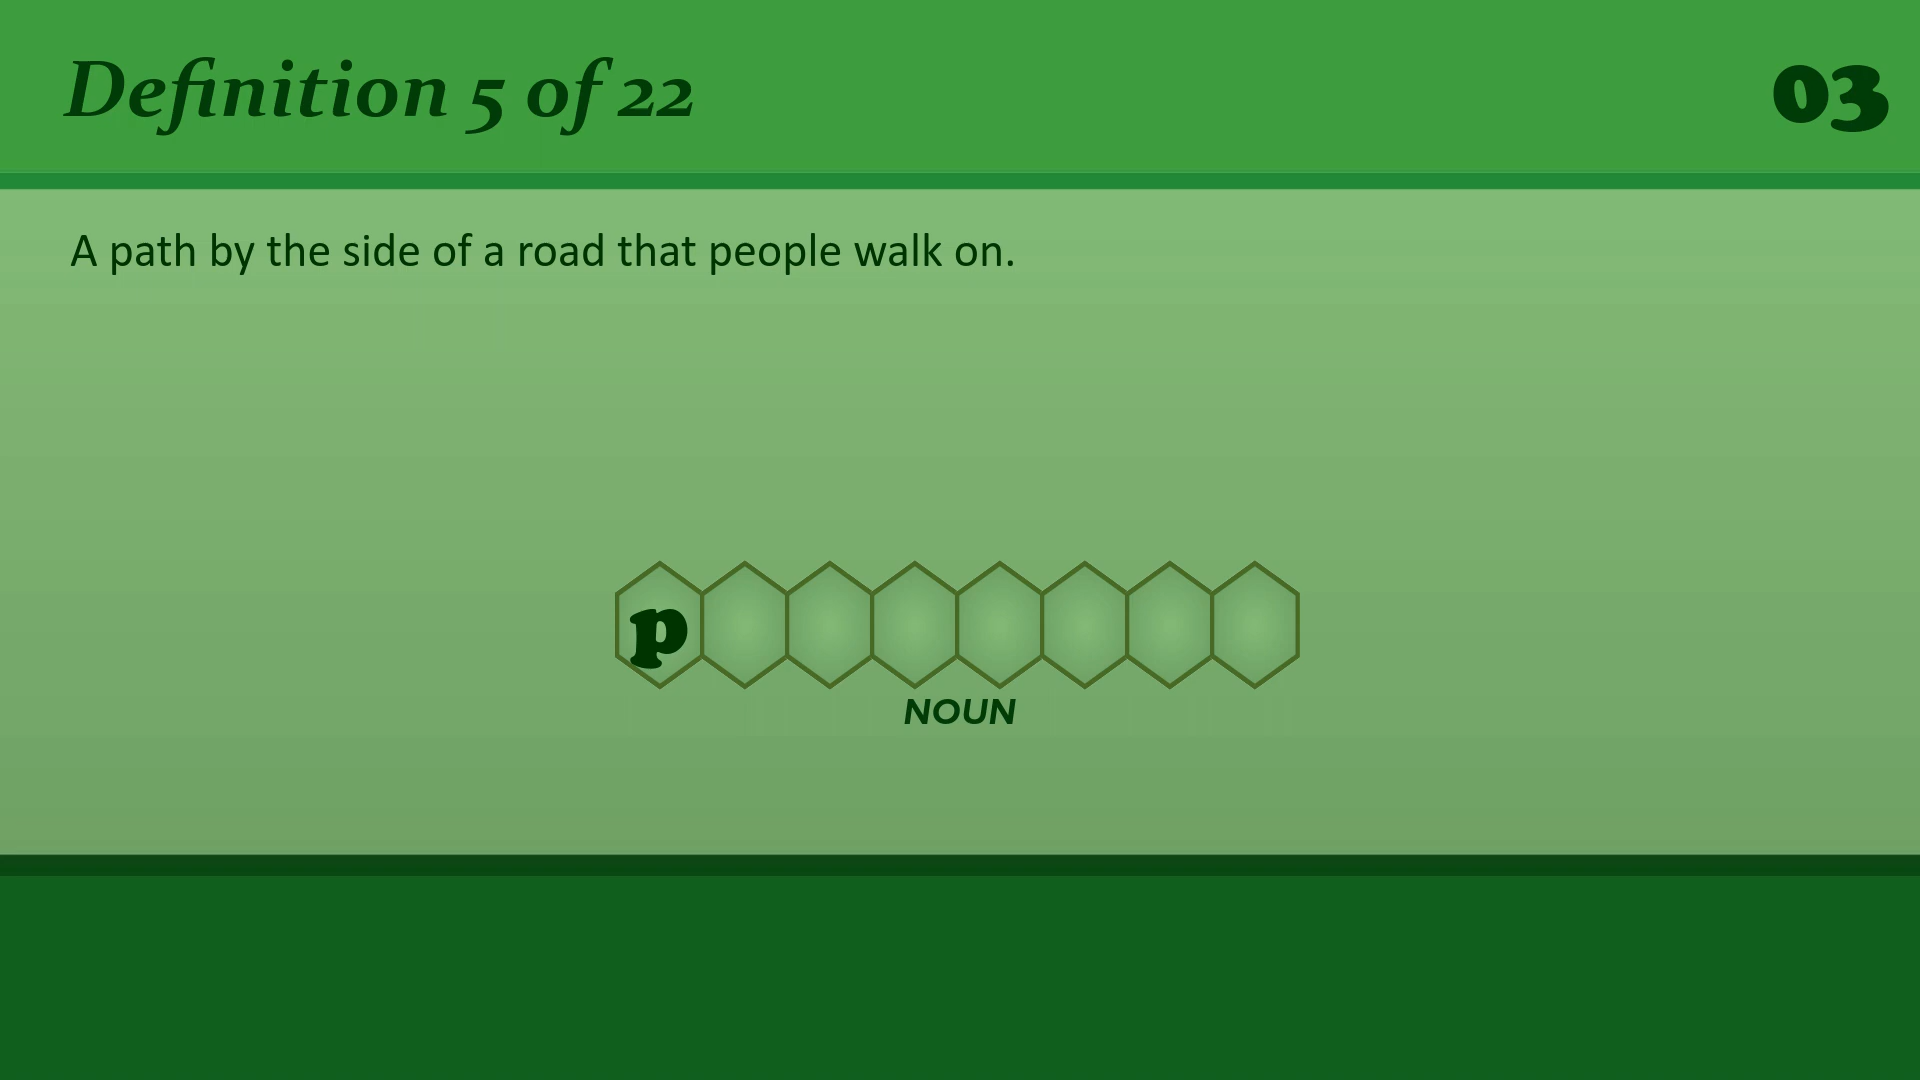 Definition 5 of 22
03
A path by the side of a road that people walk on.
p
NOUN